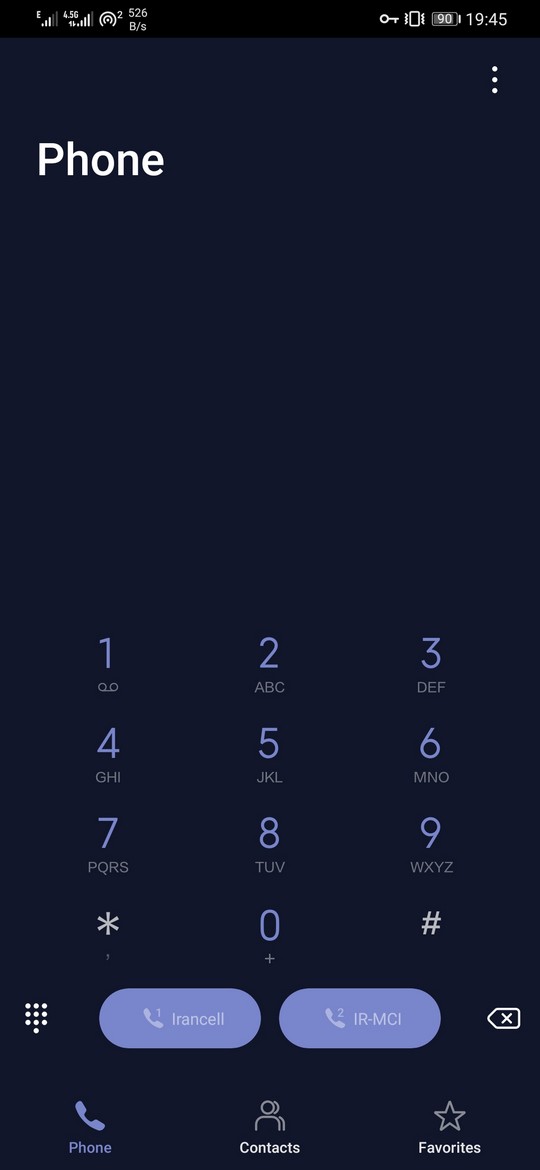 E 4.5G 2 526 B/s 90 19:45
Phone
1 2 3
ABC DEF
4 5 6
GHI JKL MNO
7 8 9
PQRS TUV WXYZ
* 0 #
, +
1 Irancell 2 IR-MCI
Phone Contacts Favorites